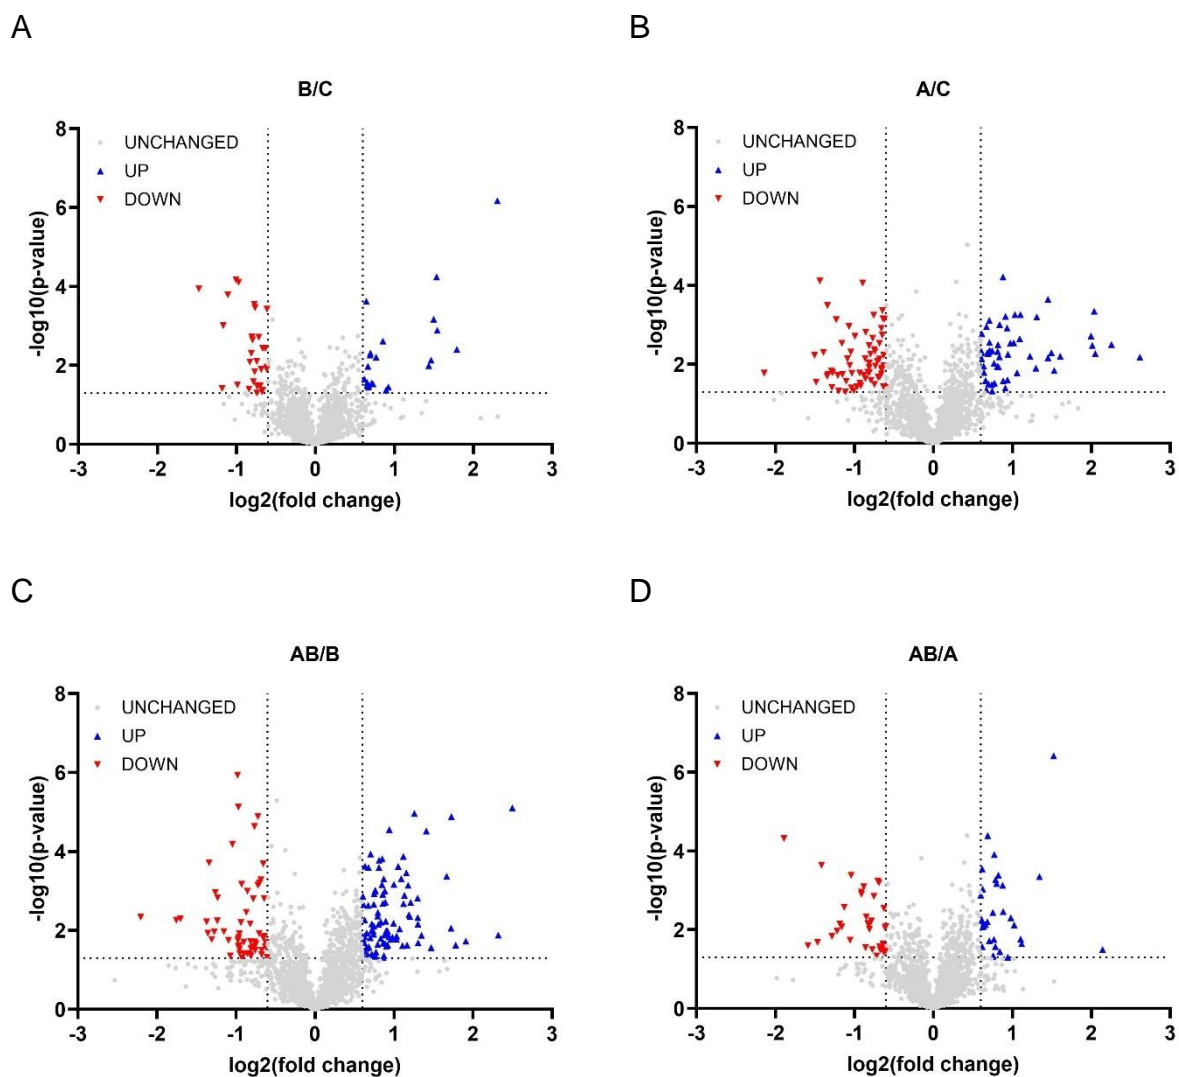 A
B/C
8
UNCHANGED
UP
DOWN
6
4
2
0
-log10(p-value)
-3 -2 -1 0 1 2 3
log2(fold change)
B
A/C
8
UNCHANGED
UP
DOWN
6
4
2
0
-log10(p-value)
-3 -2 -1 0 1 2 3
log2(fold change)
C
AB/B
8
UNCHANGED
UP
DOWN
6
4
2
0
-log10(p-value)
-3 -2 -1 0 1 2 3
log2(fold change)
D
AB/A
8
UNCHANGED
UP
DOWN
6
4
2
0
-log10(p-value)
-3 -2 -1 0 1 2 3
log2(fold change)